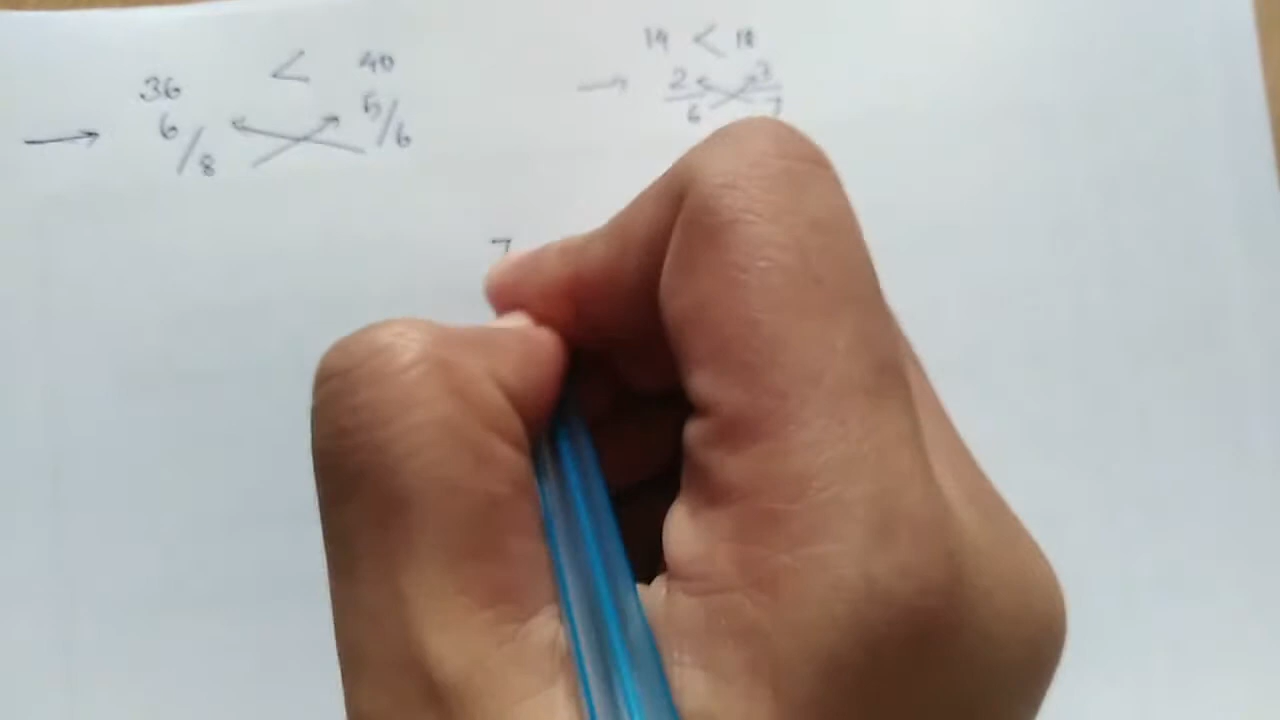 36 < 40
→ 6/8 5/6
14 < 18
→ 2/6 3/7
7